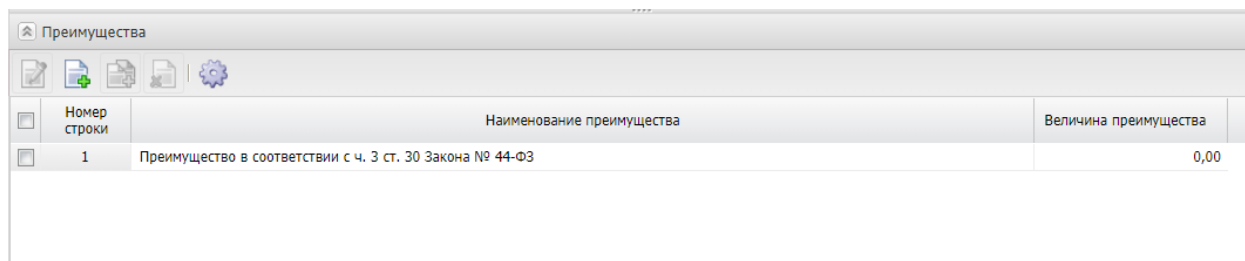 Преимущества
Номер строки
Наименование преимущества
Величина преимущества
1
Преимущество в соответствии с ч. 3 ст. 30 Закона № 44-ФЗ
0,00